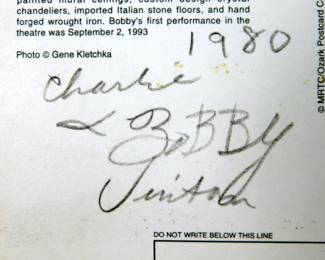 painted mural ceilings, custom design crystal
chandeliers, imported Italian stone floors, and hand
forged wrought iron. Bobby's first performance in the
theatre was September 2, 1993
Photo © Gene Kletchka
1980
Charlie
& BOBBY
Vinton
DO NOT WRITE BELOW THIS LINE
© MRTC/Ozark Postcard C